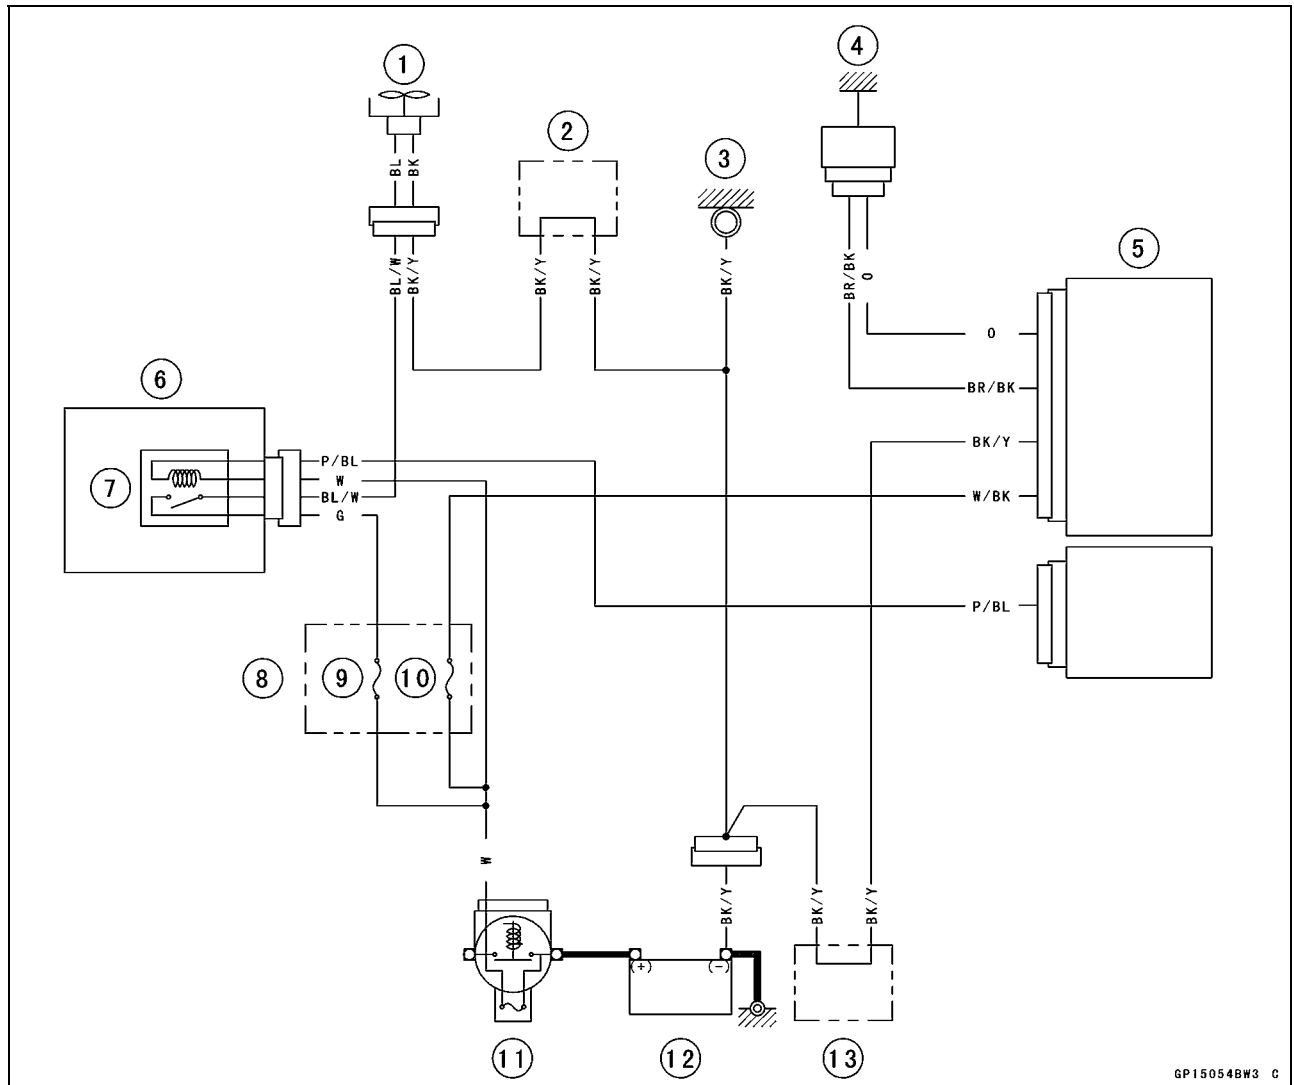 1
4
2
3
BL
BK
BL/W
BK/Y
BK/Y
BK/Y
BK/Y
BR/BK
O
5
O
BR/BK
BK/Y
W/BK
6
7
P/BL
W
BL/W
G
P/BL
8
9
10
W
BK/Y
BK/Y
BK/Y
(+)
(-)
11
12
13
GP15054BW3 C